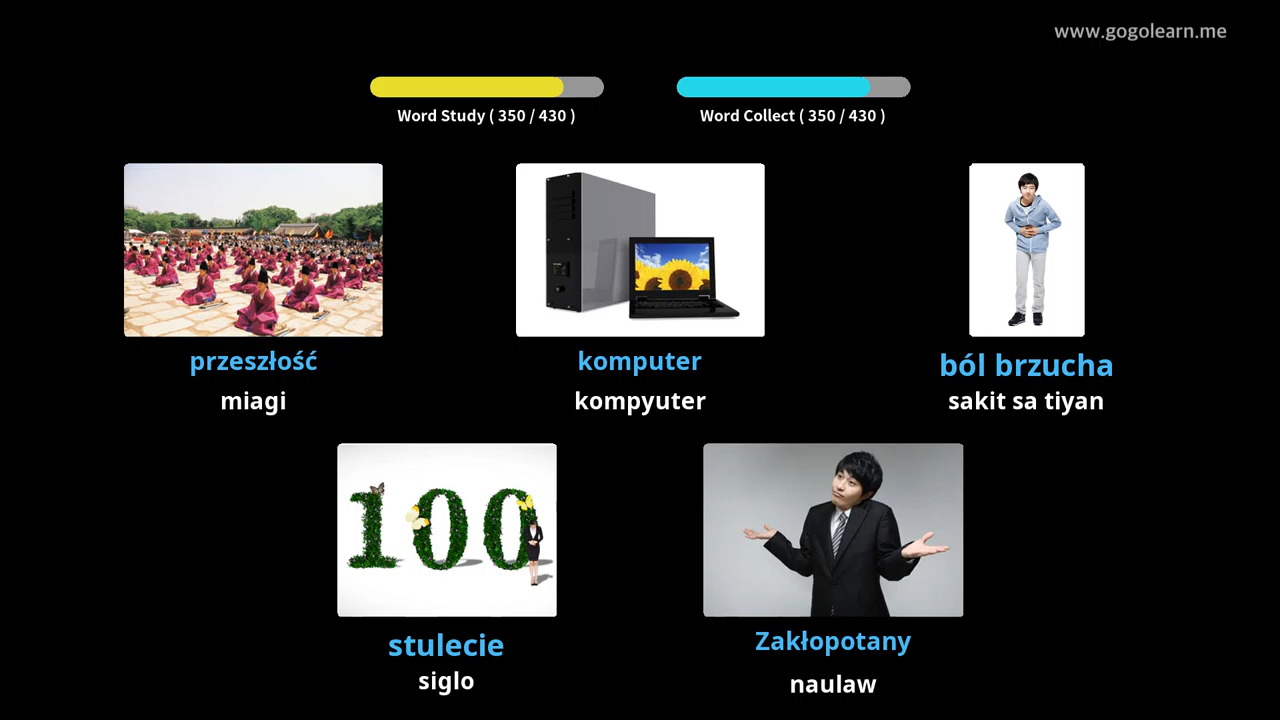 www.gogolearn.me
Word Study ( 350 / 430 )
Word Collect ( 350 / 430 )
przeszłość
miagi
komputer
kompyuter
ból brzucha
sakit sa tiyan
100
stulecie
siglo
Zakłopotany
naulaw